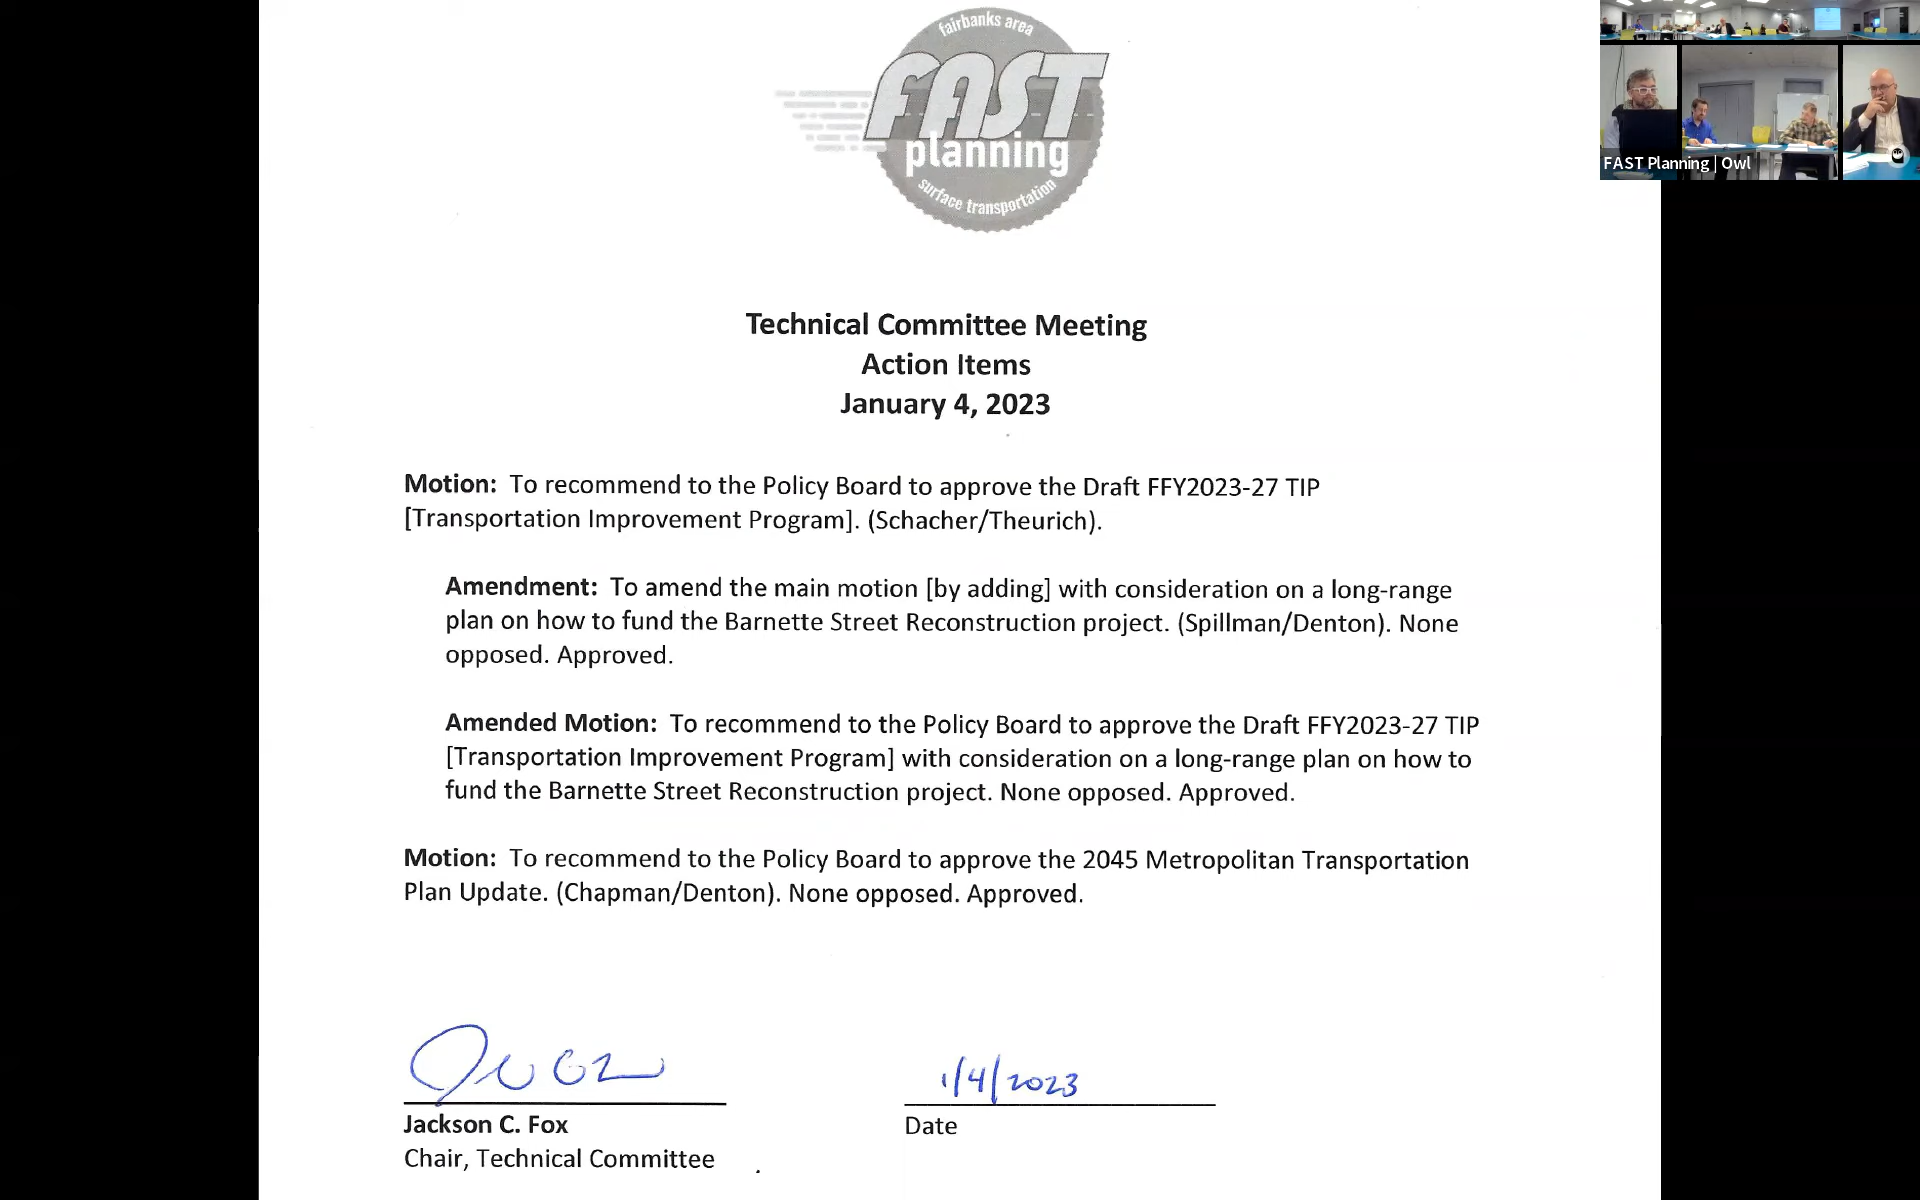 fairbanks area
FAST
planning
surface transportation
FAST Planning | Owl
Technical Committee Meeting
Action Items
January 4, 2023
Motion: To recommend to the Policy Board to approve the Draft FFY2023-27 TIP
[Transportation Improvement Program]. (Schacher/Theurich).
Amendment: To amend the main motion [by adding] with consideration on a long-range
plan on how to fund the Barnette Street Reconstruction project. (Spillman/Denton). None
opposed. Approved.
Amended Motion: To recommend to the Policy Board to approve the Draft FFY2023-27 TIP
[Transportation Improvement Program] with consideration on a long-range plan on how to
fund the Barnette Street Reconstruction project. None opposed. Approved.
Motion: To recommend to the Policy Board to approve the 2045 Metropolitan Transportation
Plan Update. (Chapman/Denton). None opposed. Approved.
1/4/2023
Jackson C. Fox
Date
Chair, Technical Committee